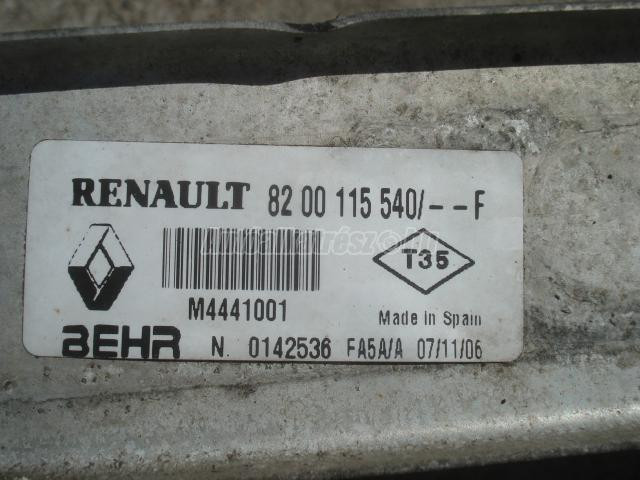 RENAULT 82 00 115 540/--F
T35
M4441001
Made in Spain
BEHR N. 0142536 FA5A/A 07/11/06